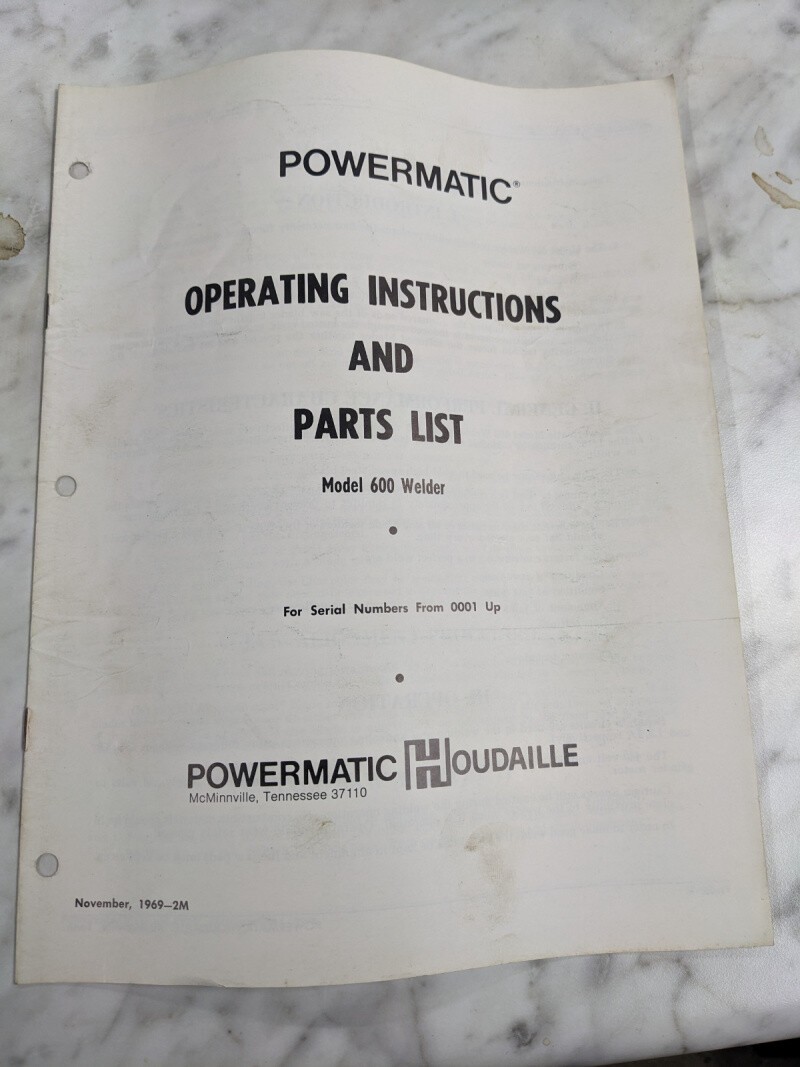 POWERMATIC®
OPERATING INSTRUCTIONS
AND
PARTS LIST
Model 600 Welder
•
For Serial Numbers From 0001 Up
•
POWERMATIC HOUDAILLE
McMinnville, Tennessee 37110
November, 1969—2M